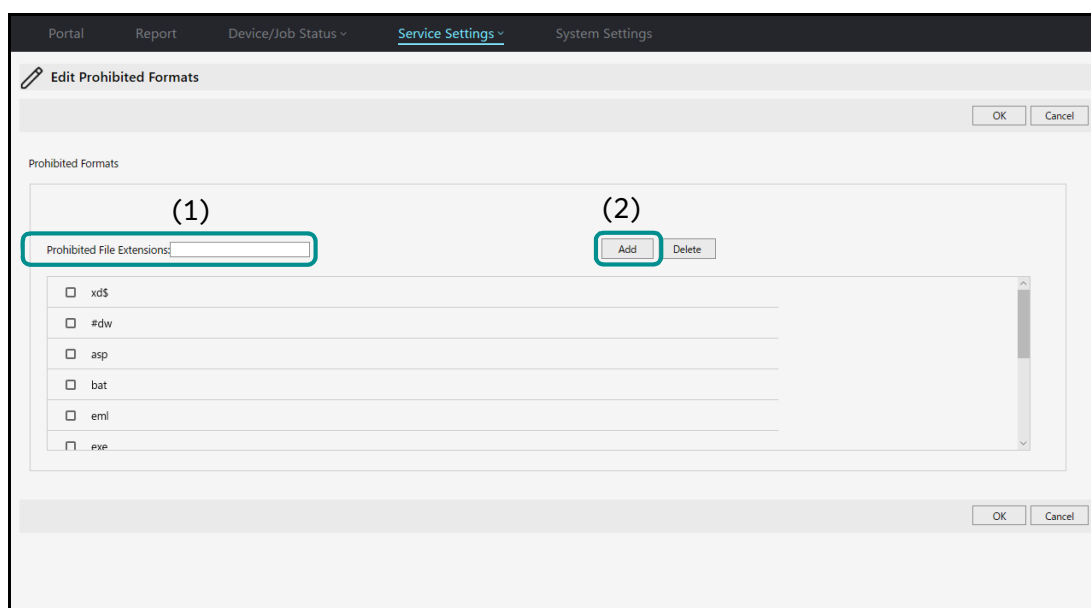 Portal Report Device/Job Status Service Settings System Settings
Edit Prohibited Formats
OK Cancel
Prohibited Formats
(1) (2)
Prohibited File Extensions: Add Delete
xd$
#dw
asp
bat
eml
exe
OK Cancel